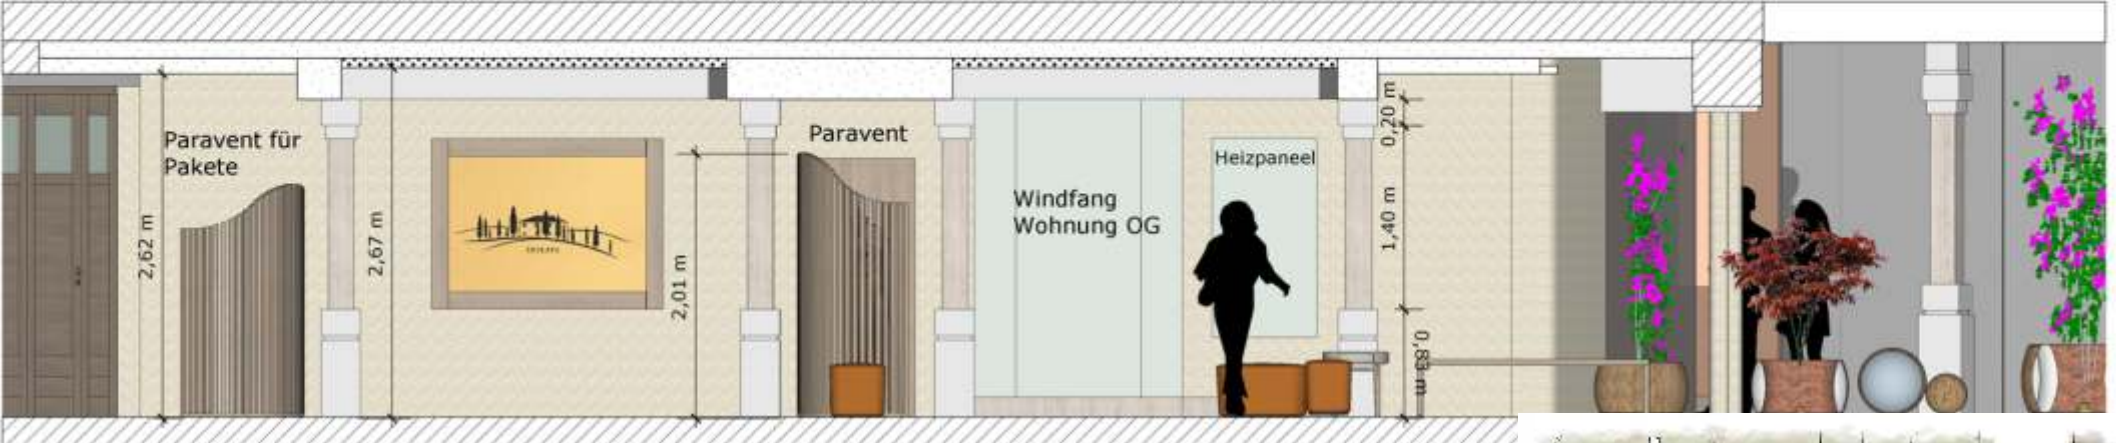 Paravent für
Pakete
2,62 m
2,67 m
2,01 m
Paravent
Windfang
Wohnung OG
Heizpaneel
0,20 m
1,40 m
0,83 m